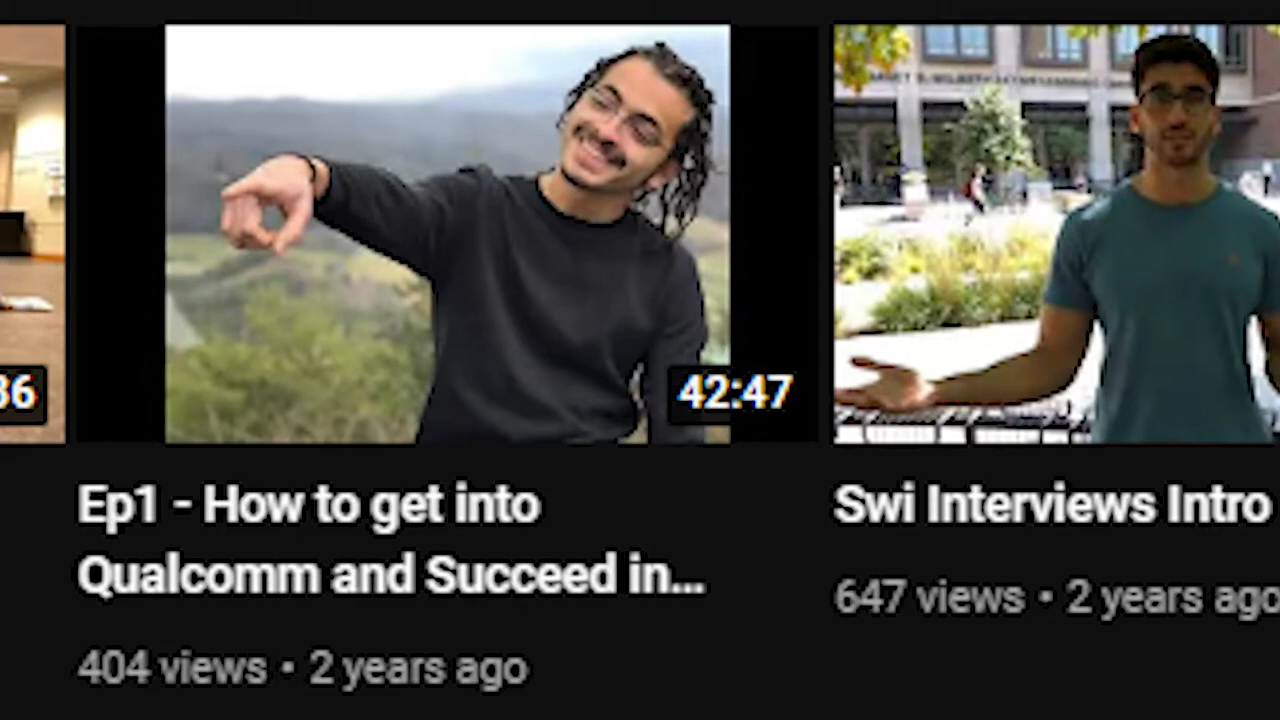 36
42:47
Ep1 - How to get into
Qualcomm and Succeed in...
404 views • 2 years ago
Swi Interviews Intro
647 views • 2 years ago